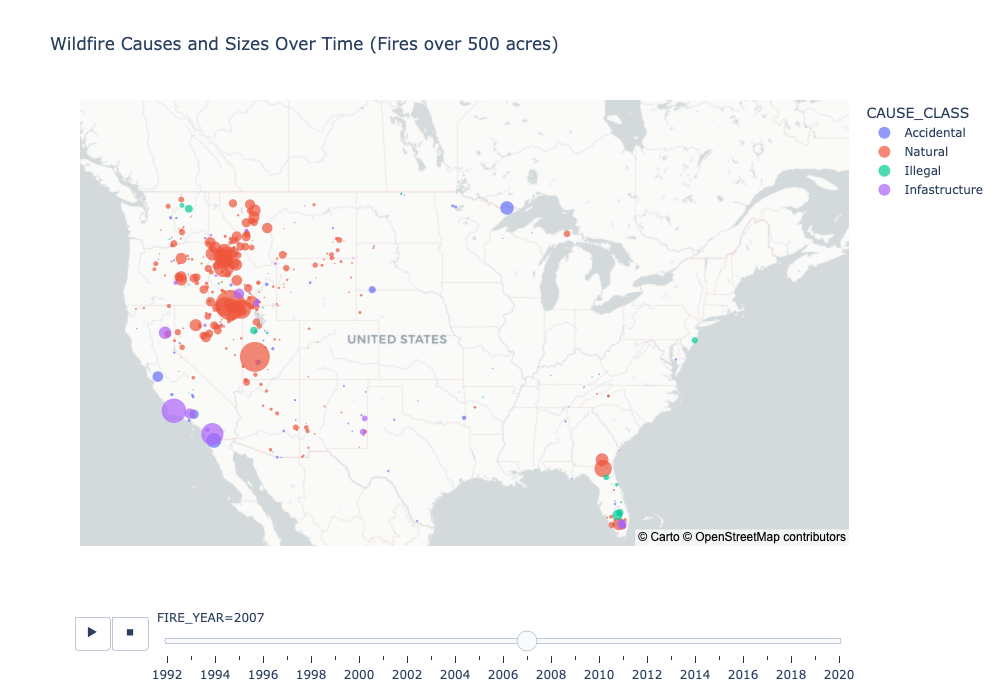 Wildfire Causes and Sizes Over Time (Fires over 500 acres)
CAUSE_CLASS
Accidental
Natural
Illegal
Infastructure
UNITED STATES
© Carto © OpenStreetMap contributors
FIRE_YEAR=2007
1992 1994 1996 1998 2000 2002 2004 2006 2008 2010 2012 2014 2016 2018 2020